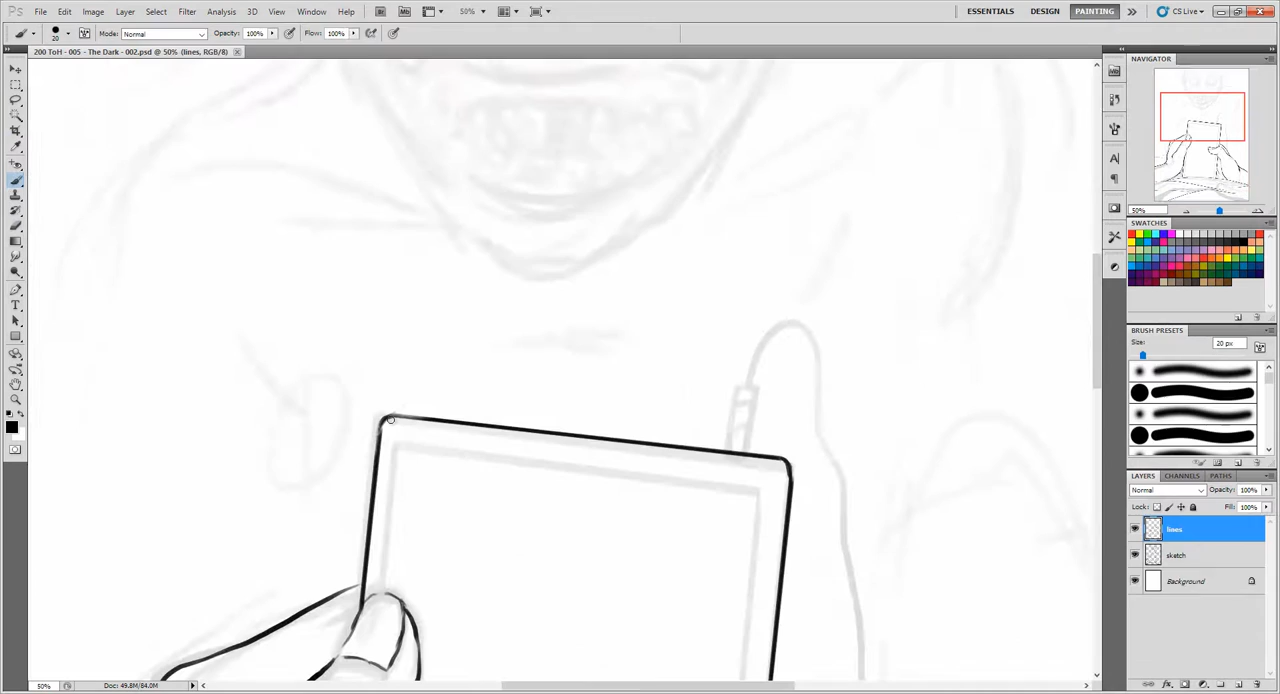 Ps File Edit Image Layer Select Filter Analysis 3D View Window Help Br Mb 50% ESSENTIALS DESIGN PAINTING CS Live
20 Mode: Normal Opacity: 100% Flow: 100%
200 ToH - 005 - The Dark - 002.psd @ 50% (lines, RGB/8)
NAVIGATOR
50%
SWATCHES
BRUSH PRESETS
Size: 20 px
LAYERS CHANNELS PATHS
Normal Opacity: 100%
Lock: Fill: 100%
lines
sketch
Background
50% Doc: 49.8M/84.0M